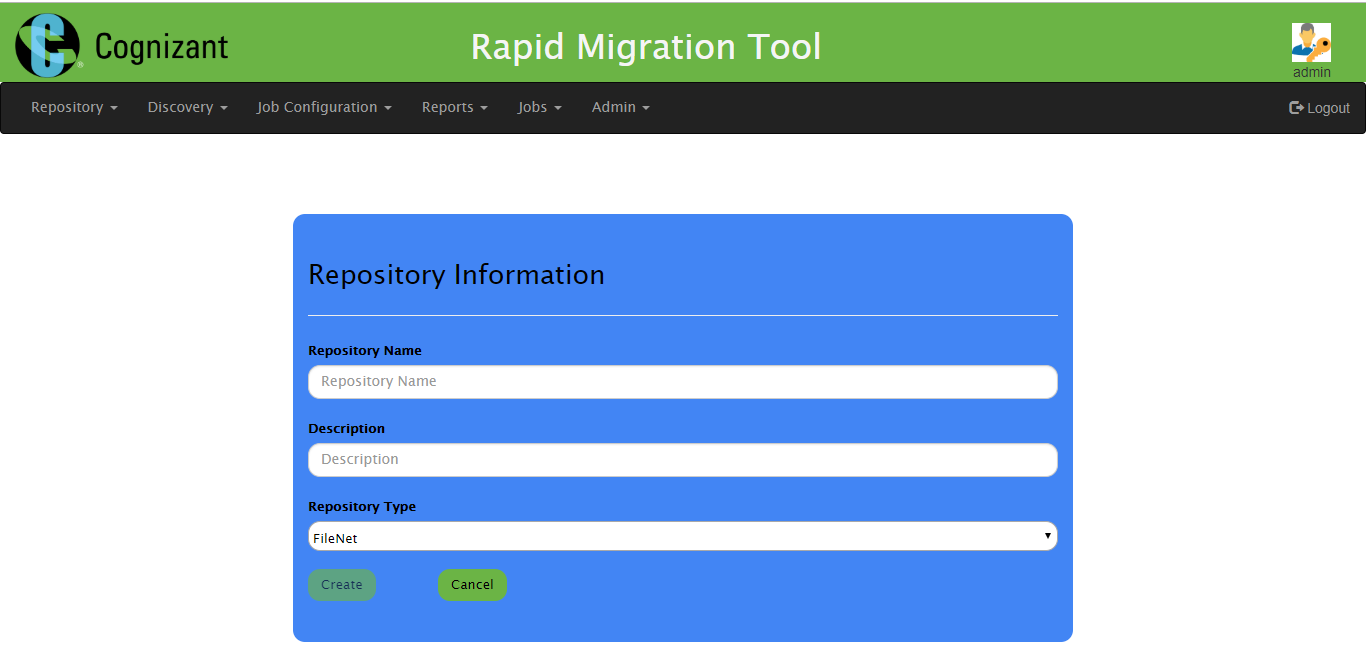 Cognizant
Rapid Migration Tool
admin
Repository Discovery Job Configuration Reports Jobs Admin Logout
Repository Information
Repository Name
Repository Name
Description
Description
Repository Type
FileNet
Create Cancel